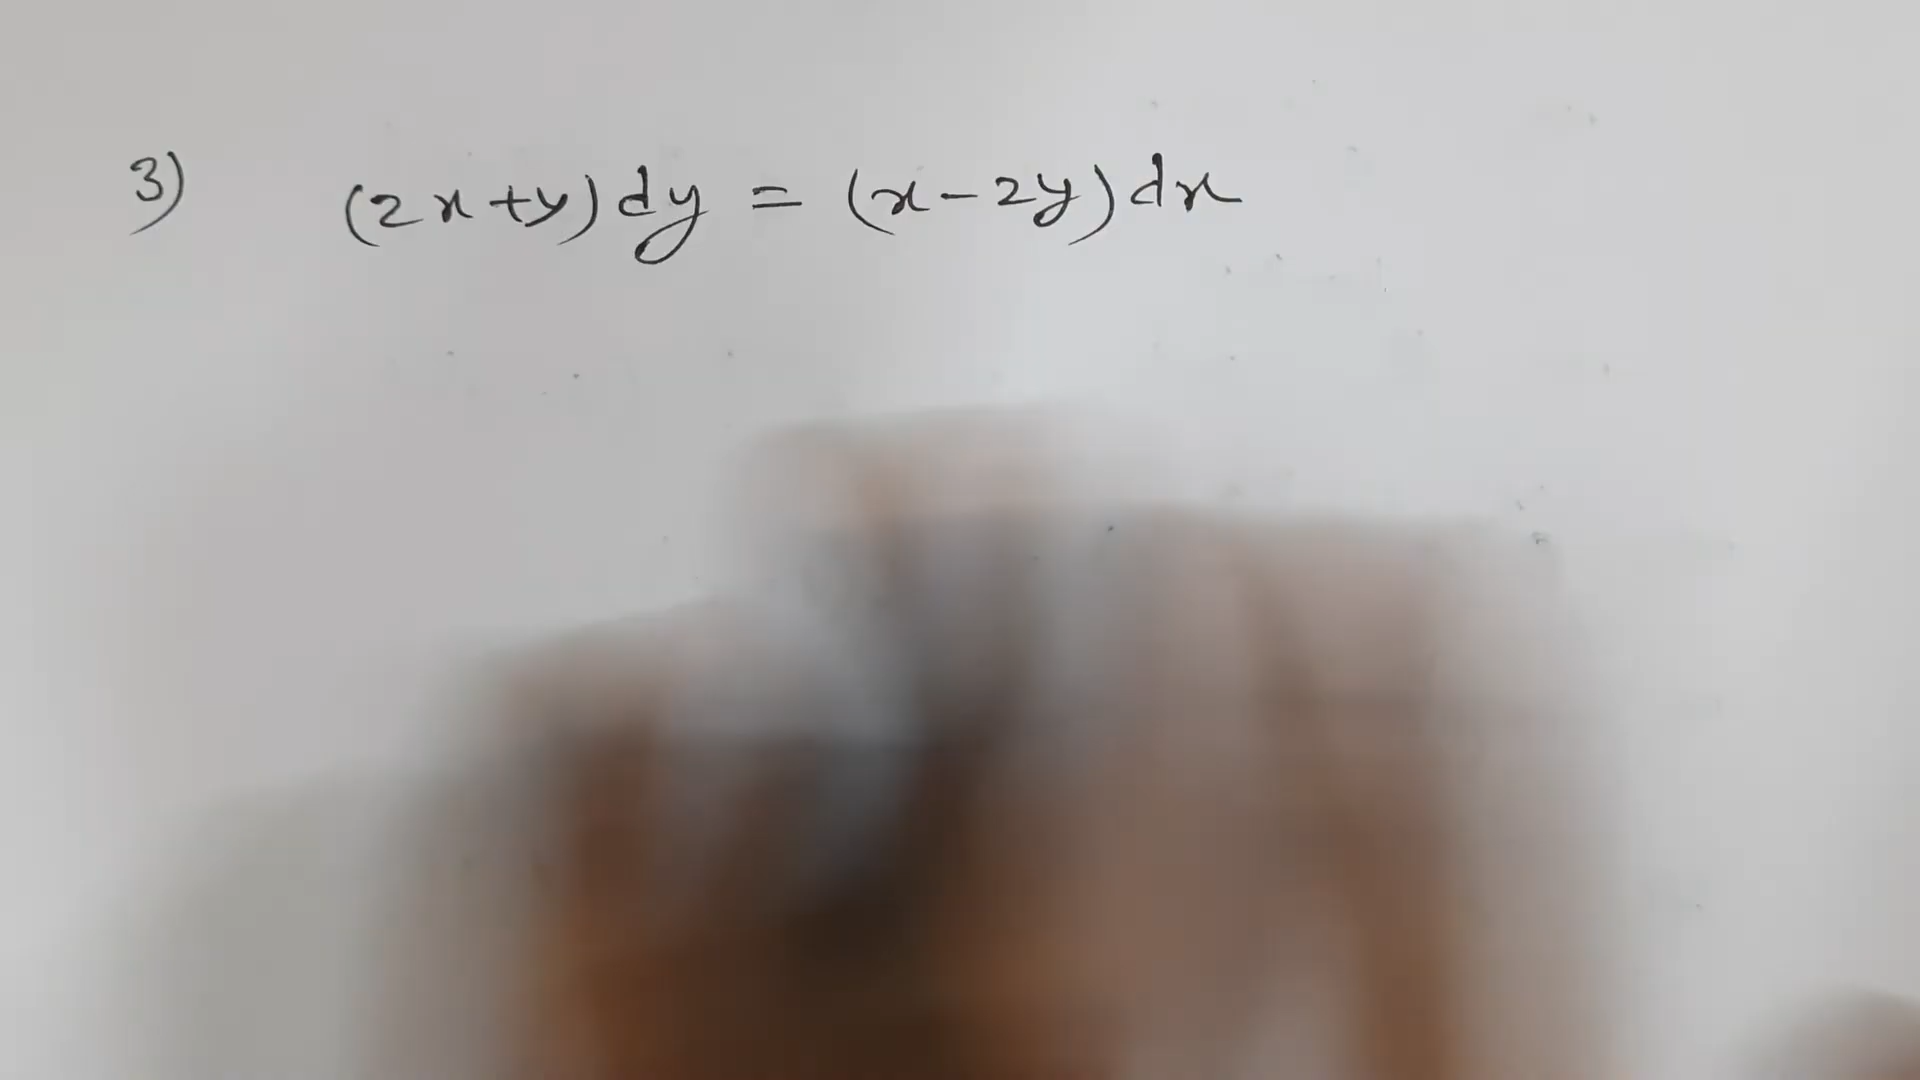 3) (2x+y)dy = (x-2y)dx